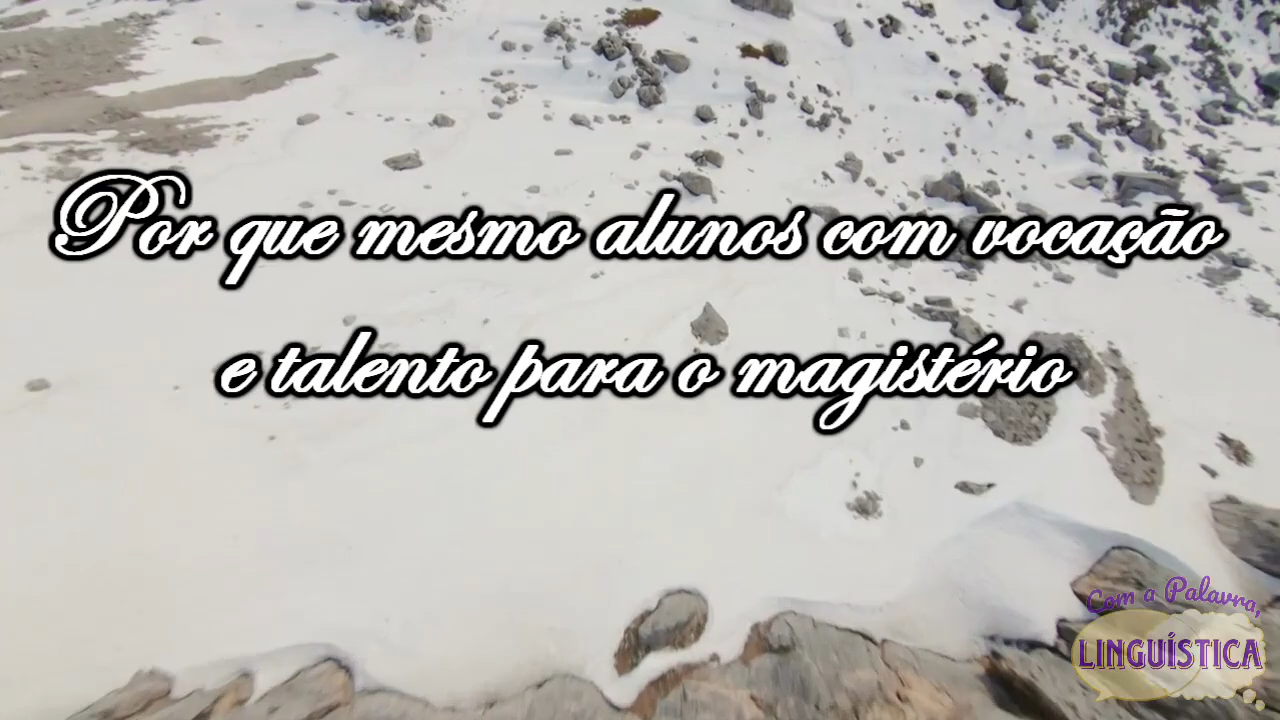 Por que mesmo alunos com vocação
e talento para o magistério
Com a Palavra,
LINGUÍSTICA